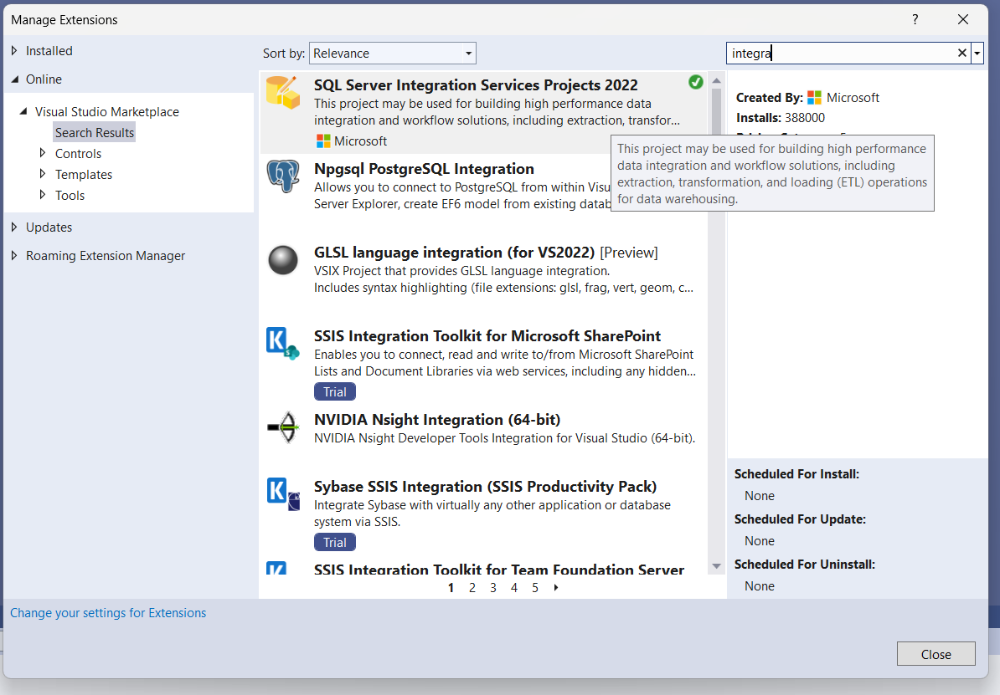 Manage Extensions
?
Installed
Online
Visual Studio Marketplace
Search Results
Controls
Templates
Tools
Updates
Roaming Extension Manager
Sort by: Relevance
integra
SQL Server Integration Services Projects 2022
This project may be used for building high performance data
integration and workflow solutions, including extraction, transfor...
Microsoft
Npgsql PostgreSQL Integration
Allows you to connect to PostgreSQL from within Visu
Server Explorer, create EF6 model from existing datab
GLSL language integration (for VS2022) [Preview]
VSIX Project that provides GLSL language integration.
Includes syntax highlighting (file extensions: glsl, frag, vert, geom, c...
K
S
SSIS Integration Toolkit for Microsoft SharePoint
Enables you to connect, read and write to/from Microsoft SharePoint
Lists and Document Libraries via web services, including any hidden...
Trial
NVIDIA Nsight Integration (64-bit)
NVIDIA Nsight Developer Tools Integration for Visual Studio (64-bit).
K
Sybase SSIS Integration (SSIS Productivity Pack)
Integrate Sybase with virtually any other application or database
system via SSIS.
Trial
K
SSIS Integration Toolkit for Team Foundation Server
1 2 3 4 5
Created By: Microsoft
Installs: 388000
This project may be used for building high performance
data integration and workflow solutions, including
extraction, transformation, and loading (ETL) operations
for data warehousing.
Scheduled For Install:
None
Scheduled For Update:
None
Scheduled For Uninstall:
None
Change your settings for Extensions
Close